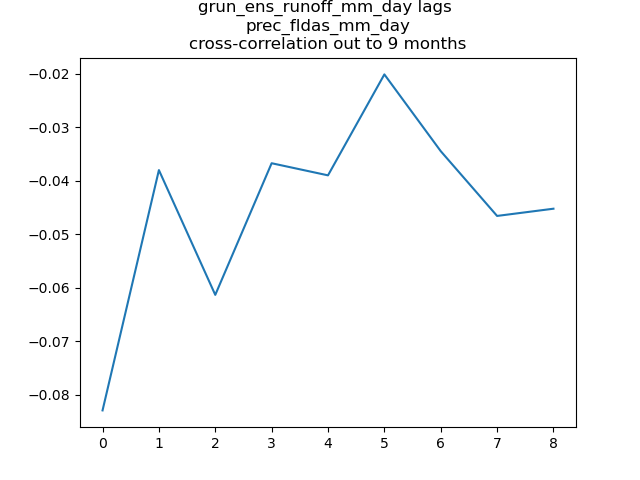 grun_ens_runoff_mm_day lags
prec_fldas_mm_day
cross-correlation out to 9 months
−0.02
−0.03
−0.04
−0.05
−0.06
−0.07
−0.08
0 1 2 3 4 5 6 7 8